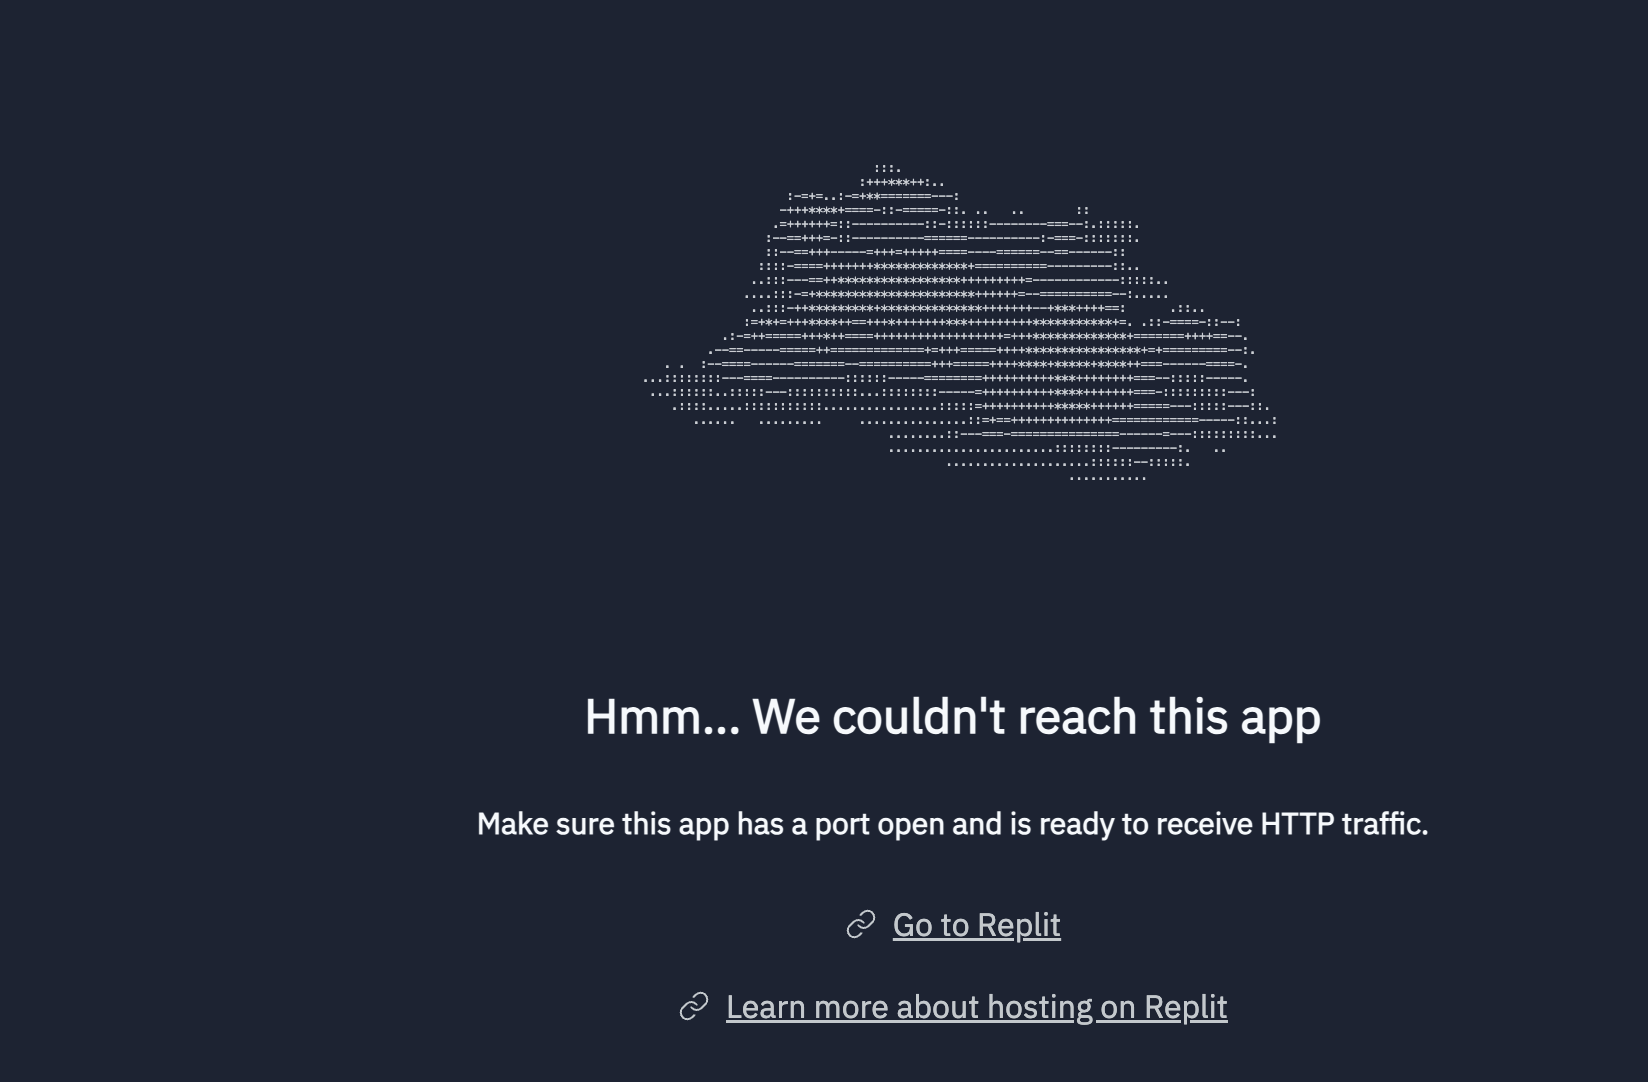 Hmm... We couldn't reach this app
Make sure this app has a port open and is ready to receive HTTP traffic.
Go to Replit
Learn more about hosting on Replit